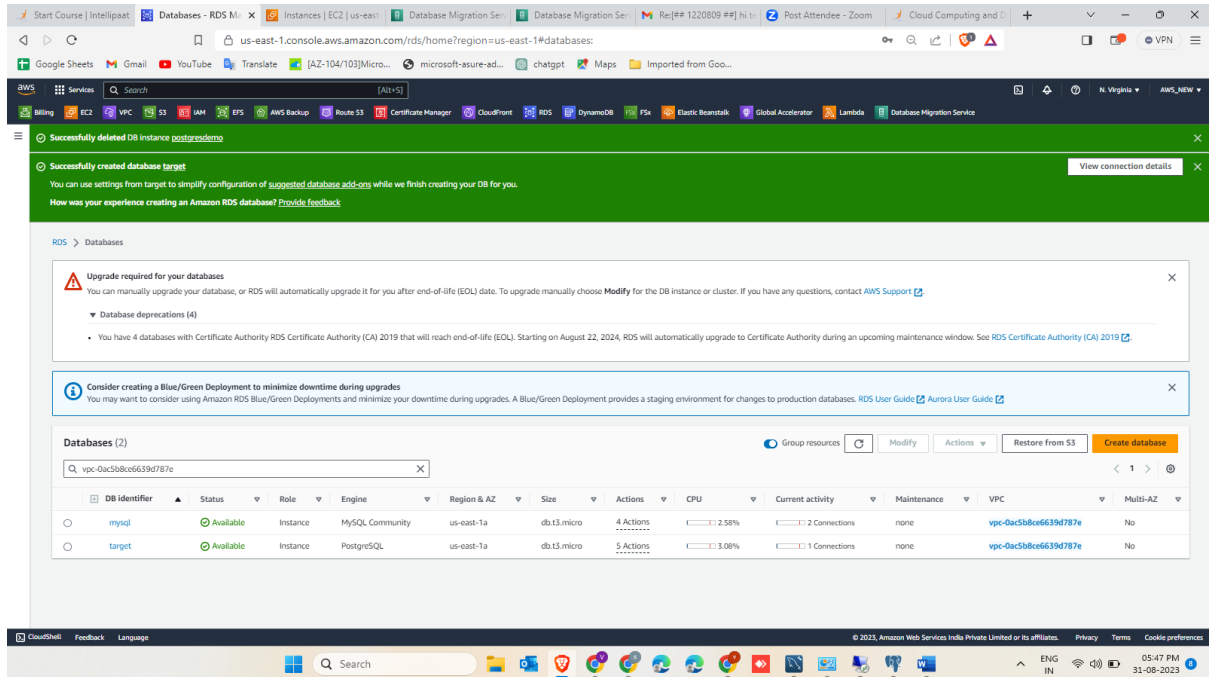 Start Course | Intellipaat
Databases - RDS Ma
Instances | EC2 | us-east
Database Migration Serv
Database Migration Serv
Re:[## 1220809 ##] hi te
Post Attendee - Zoom
Cloud Computing and D
us-east-1.console.aws.amazon.com/rds/home?region=us-east-1#databases:
VPN
Google Sheets Gmail YouTube Translate [AZ-104/103]Micro... microsoft-asure-ad... chatgpt Maps Imported from Goo...
aws Services Search [Alt+S] N. Virginia AWS_NEW
Billing EC2 VPC S3 IAM EFS AWS Backup Route 53 Certificate Manager CloudFront RDS DynamoDB FSx Elastic Beanstalk Global Accelerator Lambda Database Migration Service
Successfully deleted DB instance postgresdemo
Successfully created database target
View connection details
You can use settings from target to simplify configuration of suggested database add-ons while we finish creating your DB for you.
How was your experience creating an Amazon RDS database? Provide feedback
RDS > Databases
Upgrade required for your databases
You can manually upgrade your database, or RDS will automatically upgrade it for you after end-of-life (EOL) date. To upgrade manually choose Modify for the DB instance or cluster. If you have any questions, contact AWS Support.
Database deprecations (4)
• You have 4 databases with Certificate Authority RDS Certificate Authority (CA) 2019 that will reach end-of-life (EOL). Starting on August 22, 2024, RDS will automatically upgrade to Certificate Authority during an upcoming maintenance window. See RDS Certificate Authority (CA) 2019.
Consider creating a Blue/Green Deployment to minimize downtime during upgrades
You may want to consider using Amazon RDS Blue/Green Deployments and minimize your downtime during upgrades. A Blue/Green Deployment provides a staging environment for changes to production databases. RDS User Guide Aurora User Guide
Databases (2) Group resources Modify Actions Restore from S3 Create database
vpc-0ac5b8ce6639d787e
< 1 >
DB identifier Status Role Engine Region & AZ Size Actions CPU Current activity Maintenance VPC Multi-AZ
mysql Available Instance MySQL Community us-east-1a db.t3.micro 4 Actions 2.58% 2 Connections none vpc-0ac5b8ce6639d787e No
target Available Instance PostgreSQL us-east-1a db.t3.micro 5 Actions 3.08% 1 Connections none vpc-0ac5b8ce6639d787e No
CloudShell Feedback Language © 2023, Amazon Web Services India Private Limited or its affiliates. Privacy Terms Cookie preferences
Search
ENG 05:47 PM
IN 31-08-2023